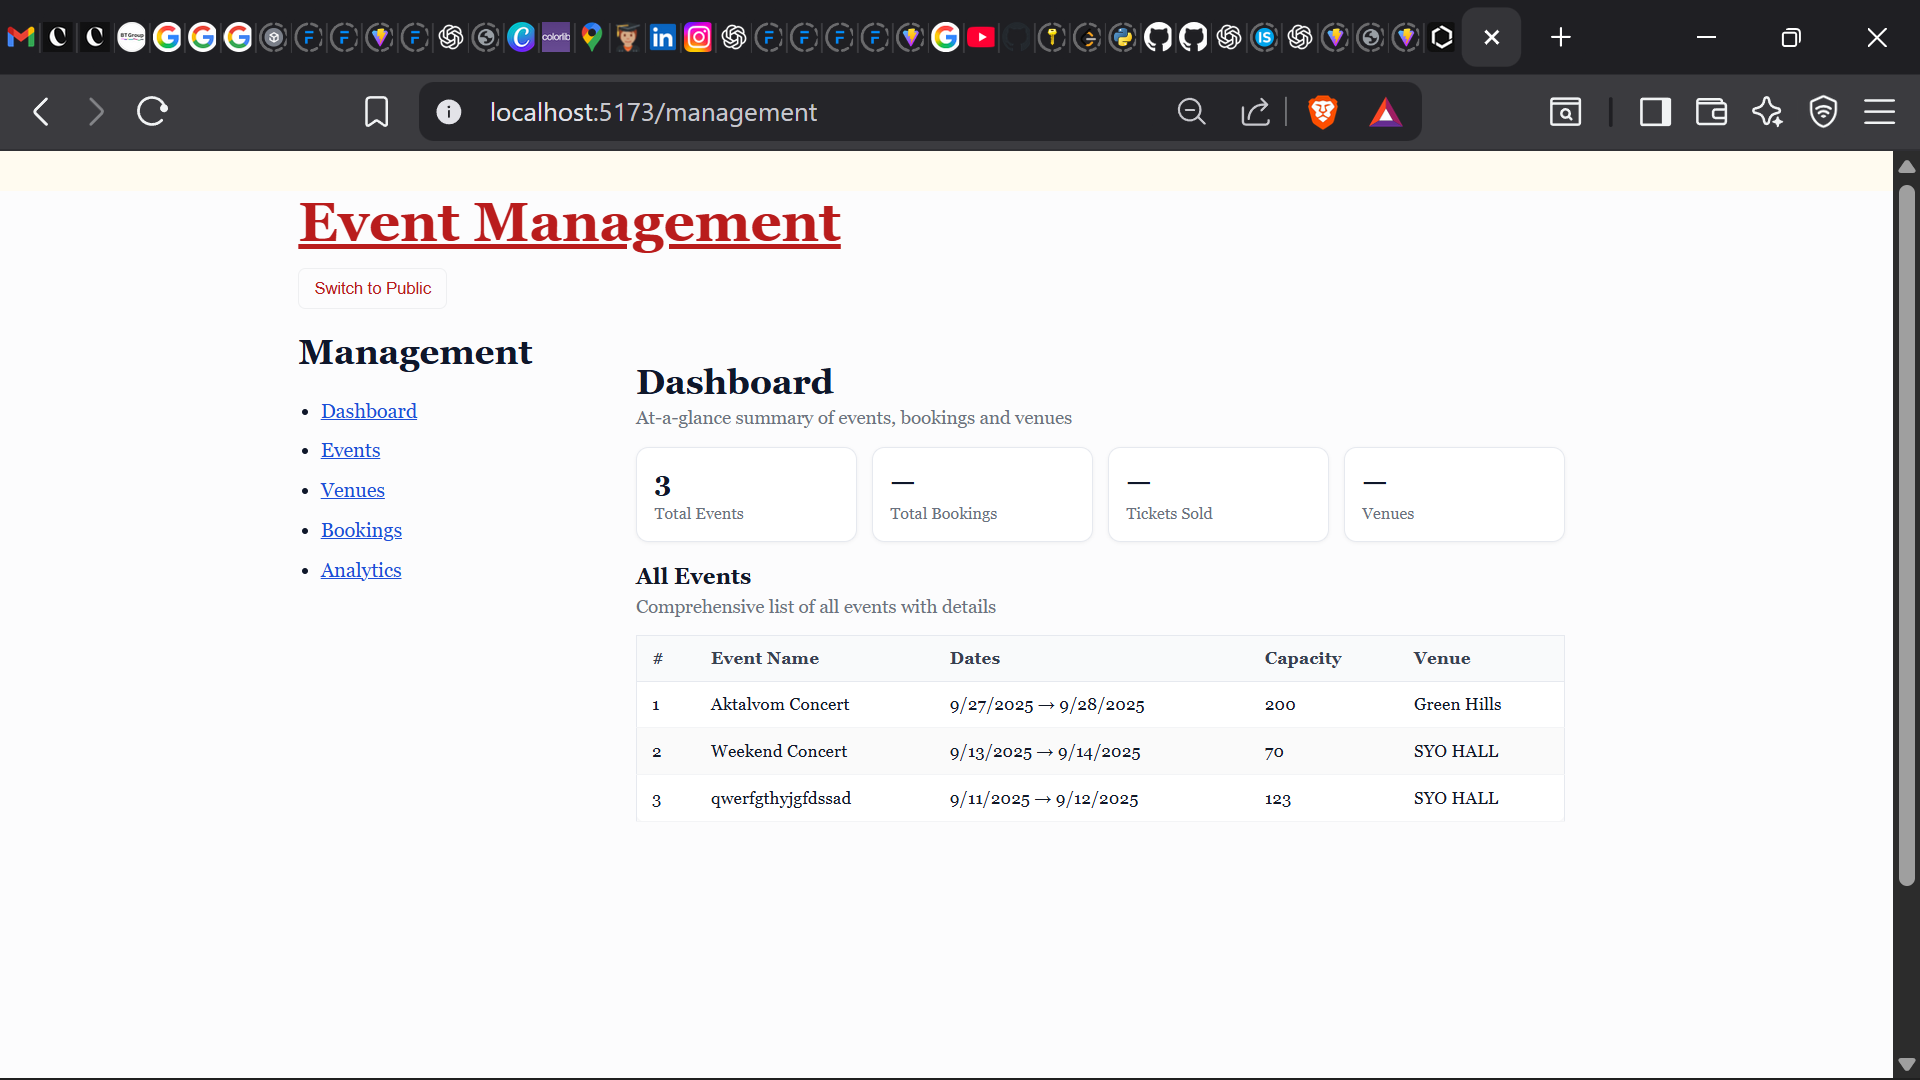 BT Group
colorlib
localhost:5173/management
Event Management
Switch to Public
Management
• Dashboard
• Events
• Venues
• Bookings
• Analytics
Dashboard
At-a-glance summary of events, bookings and venues
3
Total Events
—
Total Bookings
—
Tickets Sold
—
Venues
All Events
Comprehensive list of all events with details
# Event Name Dates Capacity Venue
1 Aktalvom Concert 9/27/2025 → 9/28/2025 200 Green Hills
2 Weekend Concert 9/13/2025 → 9/14/2025 70 SYO HALL
3 qwerfgthyjgfdssad 9/11/2025 → 9/12/2025 123 SYO HALL